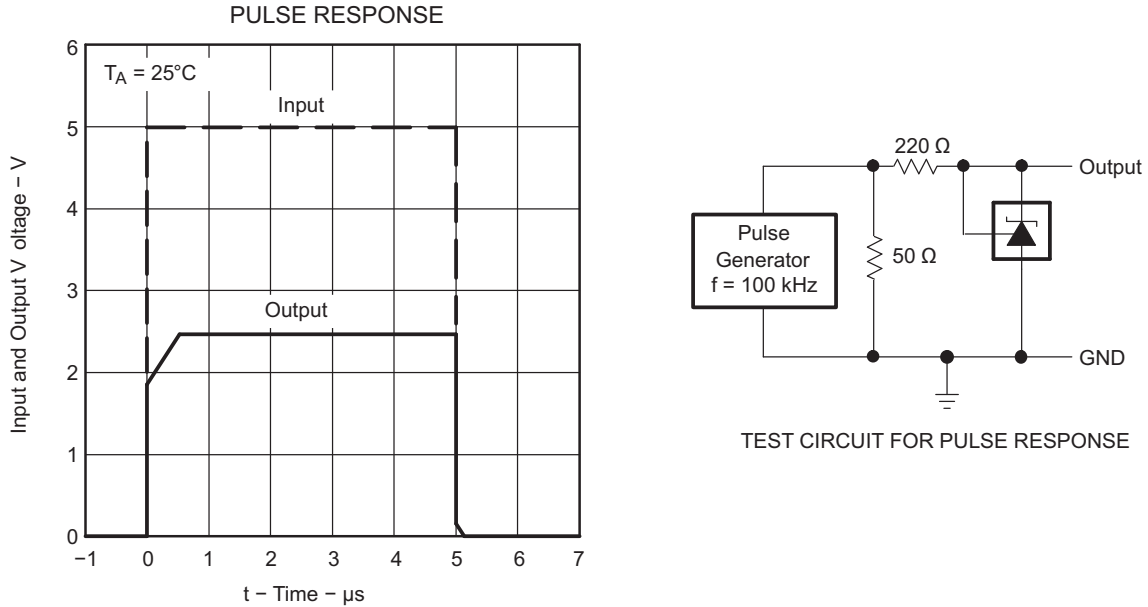 PULSE RESPONSE
6
5
4
3
2
1
0
T_A = 25°C
Input
Output
Input and Output V oltage − V
−1 0 1 2 3 4 5 6 7
t − Time − µs
220 Ω
Output
Pulse
Generator
f = 100 kHz
50 Ω
GND
TEST CIRCUIT FOR PULSE RESPONSE